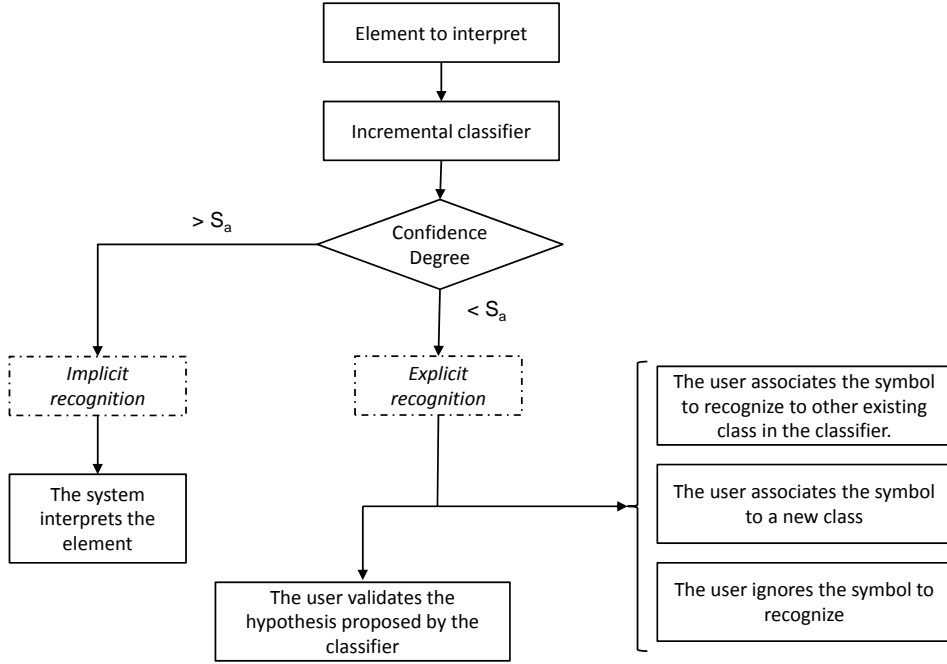 Element to interpret
Incremental classifier
> Sa
Confidence
Degree
< Sa
Implicit
recognition
Explicit
recognition
The user associates the symbol
to recognize to other existing
class in the classifier.
The system
interprets the
element
The user associates the symbol
to a new class
The user validates the
hypothesis proposed by the
classifier
The user ignores the symbol to
recognize